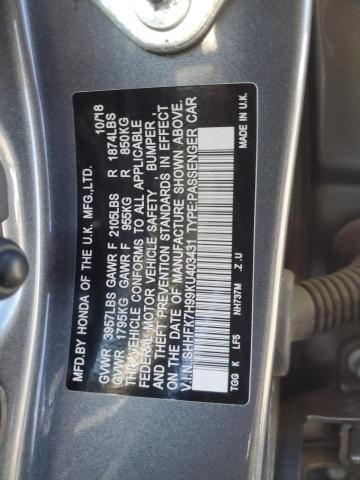 MFD.BY HONDA OF THE U.K. MFG.,LTD. 10/18
GVWR 3957LBS GAWR F 2105LBS R 1874LBS
GVWR 1795KG GAWR F 955KG R 850KG
THIS VEHICLE CONFORMS TO ALL APPLICABLE
FEDERAL MOTOR VEHICLE SAFETY, BUMPER,
AND THEFT PREVENTION STANDARDS IN EFFECT
ON THE DATE OF MANUFACTURE SHOWN ABOVE.
V.I.N:SHHFK7H99KU403431 TYPE:PASSENGER CAR
NH737M . Z . U MADE IN U.K.
TGG K LF5